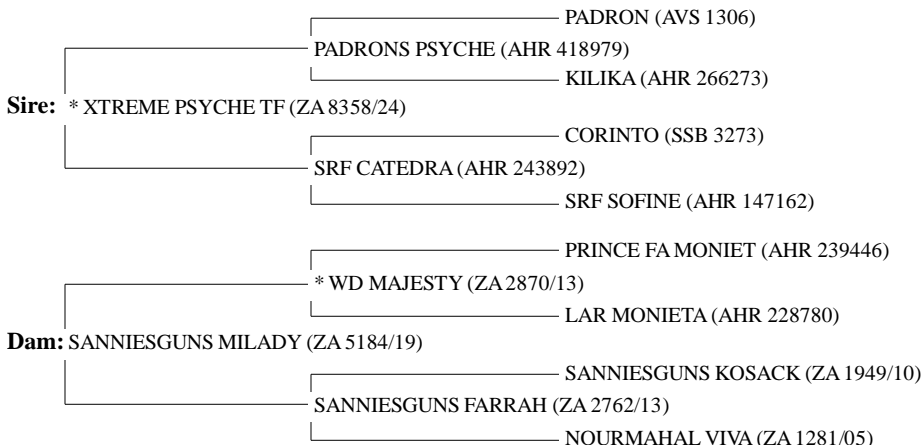 PADRON (AVS 1306)
PADRONS PSYCHE (AHR 418979)
KILIKA (AHR 266273)
Sire: * XTREME PSYCHE TF (ZA 8358/24)
CORINTO (SSB 3273)
SRF CATEDRA (AHR 243892)
SRF SOFINE (AHR 147162)
PRINCE FA MONIET (AHR 239446)
* WD MAJESTY (ZA 2870/13)
LAR MONIETA (AHR 228780)
Dam: SANNIESGUNS MILADY (ZA 5184/19)
SANNIESGUNS KOSACK (ZA 1949/10)
SANNIESGUNS FARRAH (ZA 2762/13)
NOURMAHAL VIVA (ZA 1281/05)